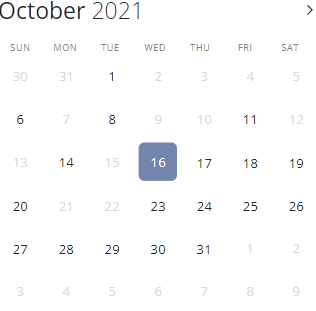 October 2021
SUN MON TUE WED THU FRI SAT
30 31 1 2 3 4 5
6 7 8 9 10 11 12
13 14 15 16 17 18 19
20 21 22 23 24 25 26
27 28 29 30 31 1 2
3 4 5 6 7 8 9